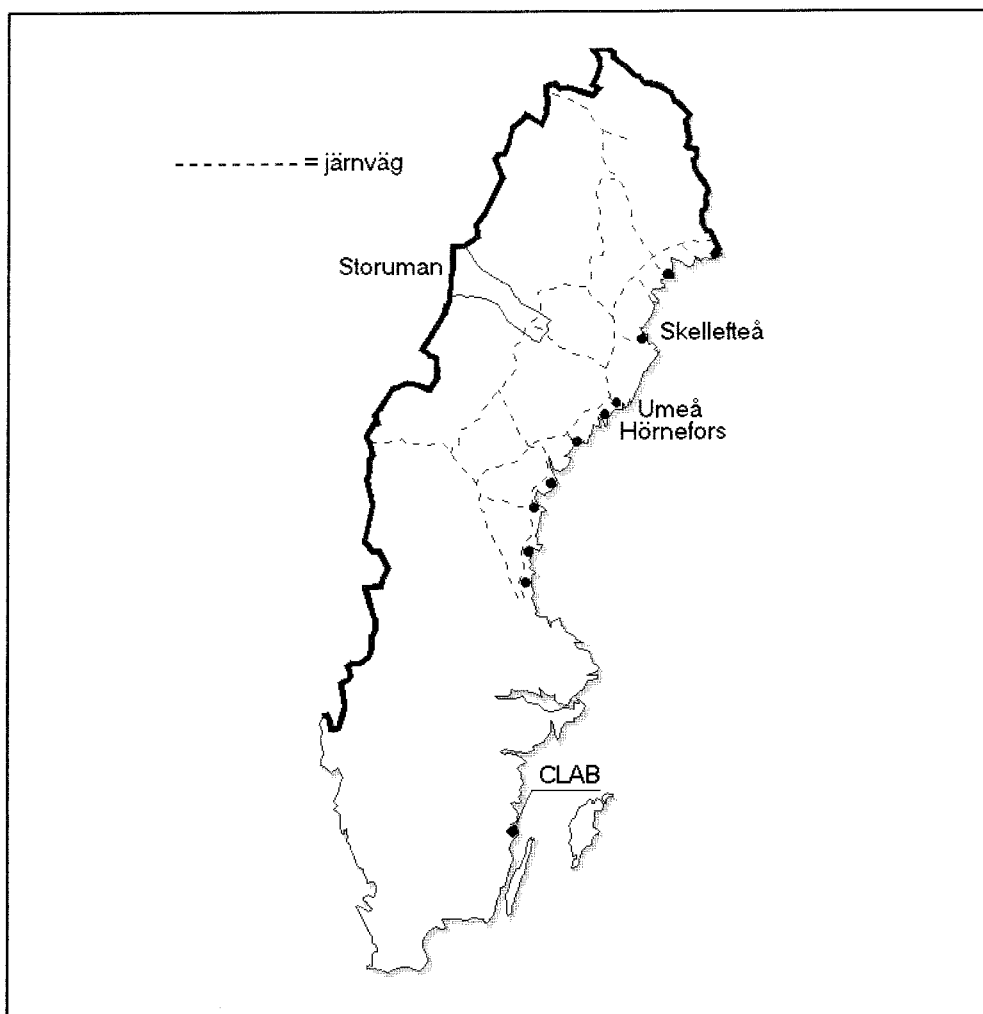 = järnväg
Storuman
Skellefteå
Umeå
Hörnefors
CLAB